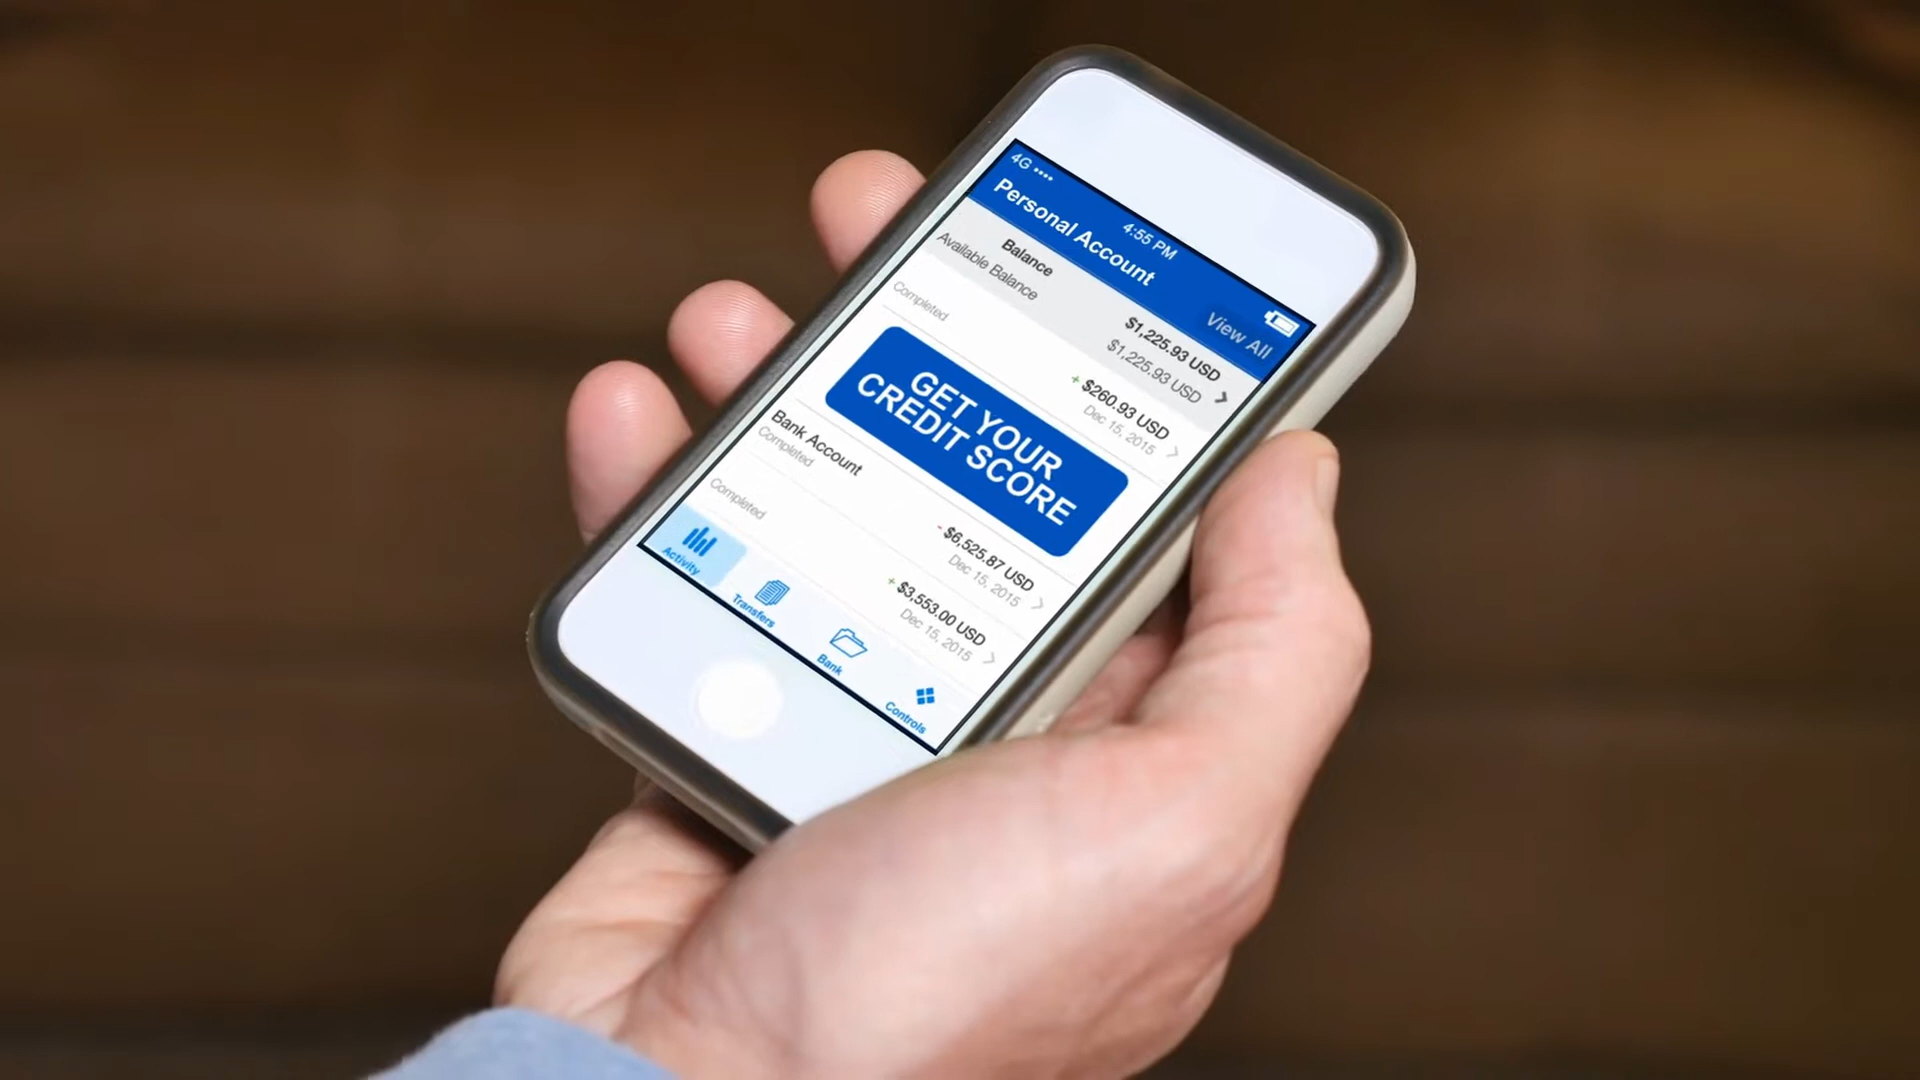 4G
4:55 PM
Personal Account
View All
Balance
$1,225.93 USD
Available Balance
$1,225.93 USD
+ $260.93 USD
Completed
Dec 15, 2015
GET YOUR
CREDIT SCORE
Bank Account
- $6,525.87 USD
Completed
Dec 15, 2015
+ $3,553.00 USD
Completed
Dec 15, 2015
Activity
Transfers
Bank
Controls